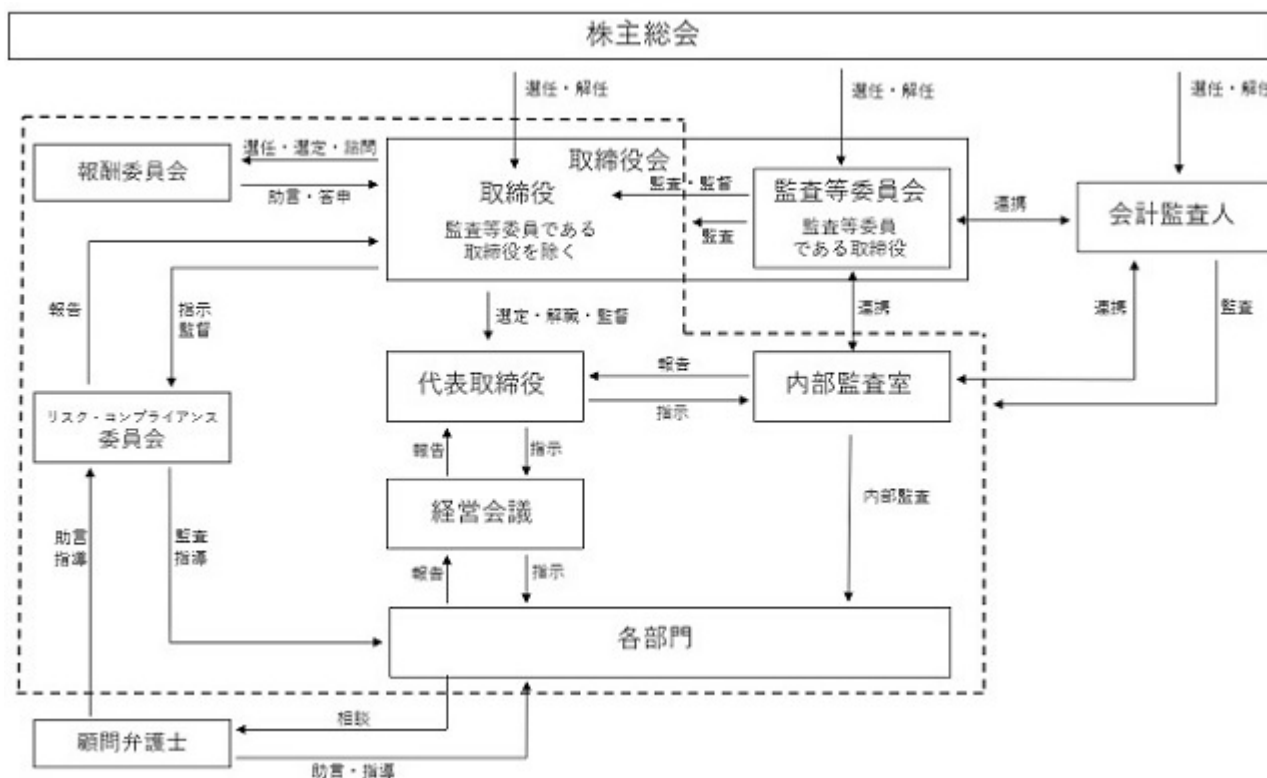 株主総会
選任・解任
選任・解任
選任・解任
報酬委員会
選任・選定・諮問
助言・答申
取締役会
取締役
監査等委員である
取締役を除く
監査・監督
監査
監査等委員会
監査等委員
である取締役
連携
会計監査人
報告
指示
監督
選定・解職・監督
連携
連携
監査
代表取締役
報告
指示
内部監査室
リスク・コンプライアンス
委員会
報告
指示
経営会議
内部監査
助言
指導
監査
指導
報告
指示
各部門
顧問弁護士
相談
助言・指導